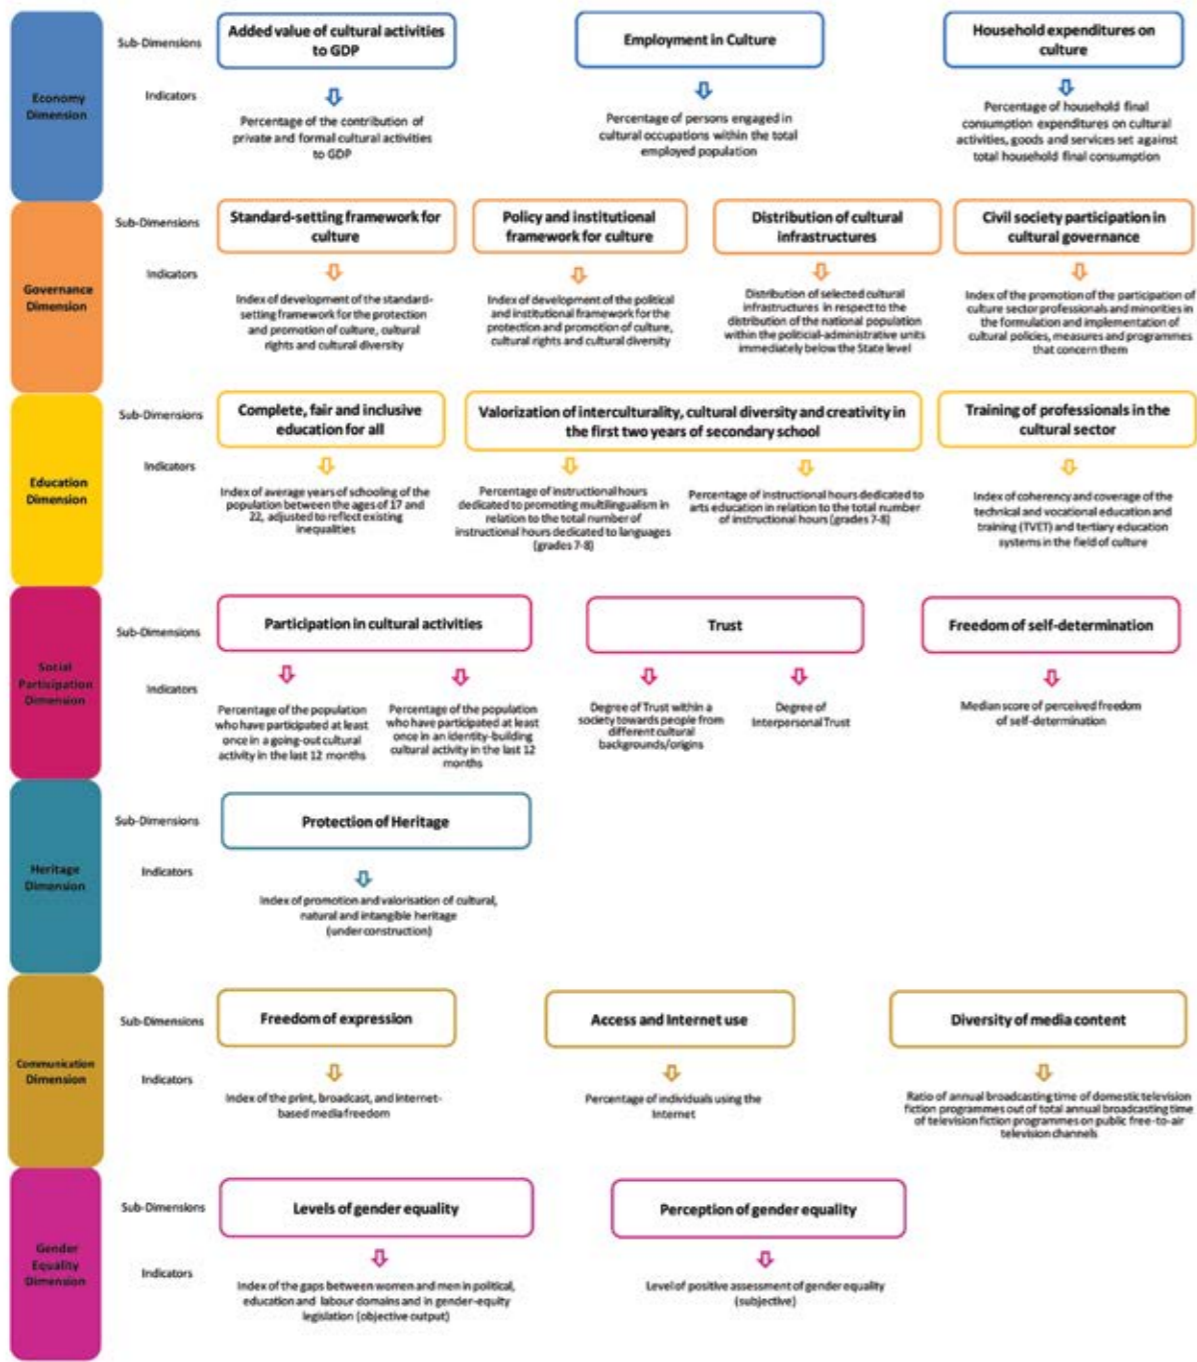 Economy
Dimension
Sub-Dimensions
Added value of cultural activities
to GDP
Employment in Culture
Household expenditures on
culture
Indicators
Percentage of the contribution of
private and formal cultural activities
to GDP
Percentage of persons engaged in
cultural occupations within the total
employed population
Percentage of household final
consumption expenditures on cultural
activities, goods and services set against
total household final consumption
Governance
Dimension
Sub-Dimensions
Standard-setting framework for
culture
Policy and institutional
framework for culture
Distribution of cultural
infrastructures
Civil society participation in
cultural governance
Indicators
Index of development of the standard-
setting framework for the protection
and promotion of culture, cultural
rights and cultural diversity
Index of development of the political
and institutional framework for the
protection and promotion of culture,
cultural rights and cultural diversity
Distribution of selected cultural
infrastructures in respect to the
distribution of the national population
within the politicial-administrative units
immediately below the State level
Index of the promotion of the participation of
culture sector professionals and minorities
in the formulation and implementation of
cultural policies, measures and programmes
that concern them
Education
Dimension
Sub-Dimensions
Complete, fair and inclusive
education for all
Valorization of interculturality, cultural diversity and creativity in
the first two years of secondary school
Training of professionals in the
cultural sector
Indicators
Index of average years of schooling of the
population between the ages of 17 and
22, adjusted to reflect existing
inequalities
Percentage of instructional hours
dedicated to promoting multilingualism in
relation to the total number of
instructional hours dedicated to languages
(grades 7-8)
Percentage of instructional hours dedicated to
arts education in relation to the total number
of instructional hours (grades 7-8)
Index of coherency and coverage of the
technical and vocational education and
training (TVET) and tertiary education
systems in the field of culture
Social
Participation
Dimension
Sub-Dimensions
Participation in cultural activities
Trust
Freedom of self-determination
Indicators
Percentage of the population
who have participated at least
once in a going-out cultural
activity in the last 12 months
Percentage of the population
who have participated at least
once in an identity-building
cultural activity in the last 12
months
Degree of Trust within a
society towards people from
different cultural
backgrounds/origins
Degree of
Interpersonal Trust
Median score of perceived freedom
of self-determination
Heritage
Dimension
Sub-Dimensions
Protection of Heritage
Indicators
Index of promotion and valorisation of cultural,
natural and intangible heritage
(under construction)
Communication
Dimension
Sub-Dimensions
Freedom of expression
Access and Internet use
Diversity of media content
Indicators
Index of the print, broadcast, and internet-
based media freedom
Percentage of individuals using the
Internet
Ratio of annual broadcasting time of domestic television
fiction programmes out of total annual broadcasting time
of television fiction programmes on public free-to-air
television channels
Gender
Equality
Dimension
Sub-Dimensions
Levels of gender equality
Perception of gender equality
Indicators
Index of the gaps between women and men in political,
education and labour domains and in gender-equity
legislation (objective output)
Level of positive assessment of gender equality
(subjective)